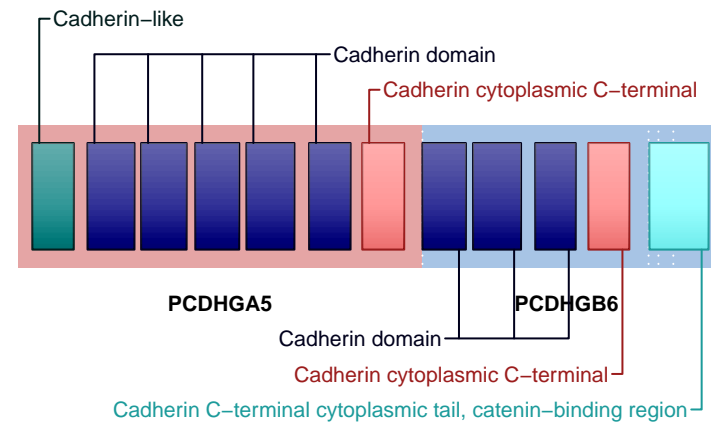 Cadherin−like
Cadherin domain
Cadherin cytoplasmic C−terminal
PCDHGA5
PCDHGB6
Cadherin domain
Cadherin cytoplasmic C−terminal
Cadherin C−terminal cytoplasmic tail, catenin−binding region